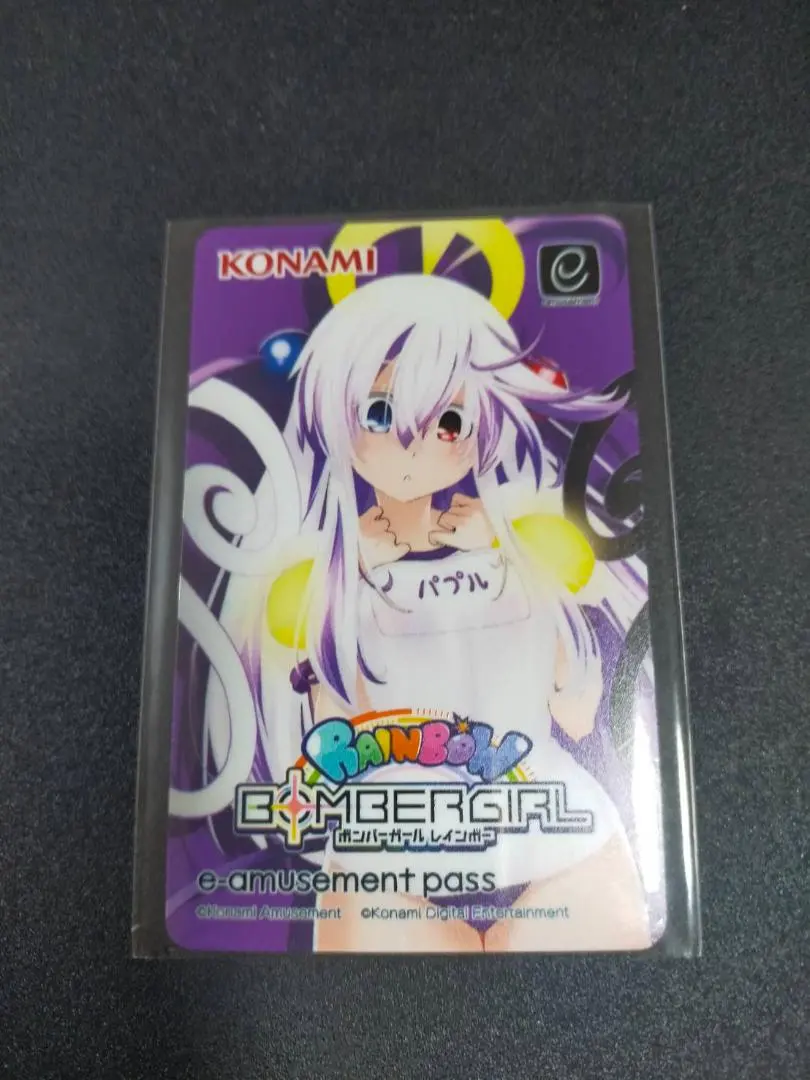 KONAMI
パプル
RAINBOW
BOMBERGIRL
ボンバーガール レインボー
e-amusement pass
©Konami Amusement ©Konami Digital Entertainment